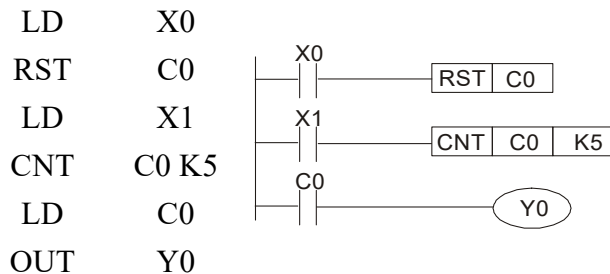 LD X0
RST C0
LD X1
CNT C0 K5
LD C0
OUT Y0
X0
RST C0
X1
CNT C0 K5
C0
Y0